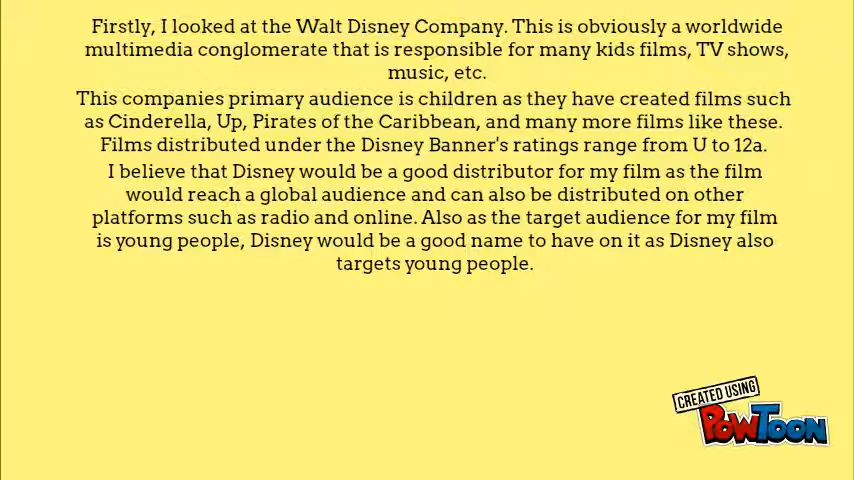 Firstly, I looked at the Walt Disney Company. This is obviously a worldwide
multimedia conglomerate that is responsible for many kids films, TV shows,
music, etc.
This companies primary audience is children as they have created films such
as Cinderella, Up, Pirates of the Caribbean, and many more films like these.
Films distributed under the Disney Banner's ratings range from U to 12a.
I believe that Disney would be a good distributor for my film as the film
would reach a global audience and can also be distributed on other
platforms such as radio and online. Also as the target audience for my film
is young people, Disney would be a good name to have on it as Disney also
targets young people.
CREATED USING
POWTOON